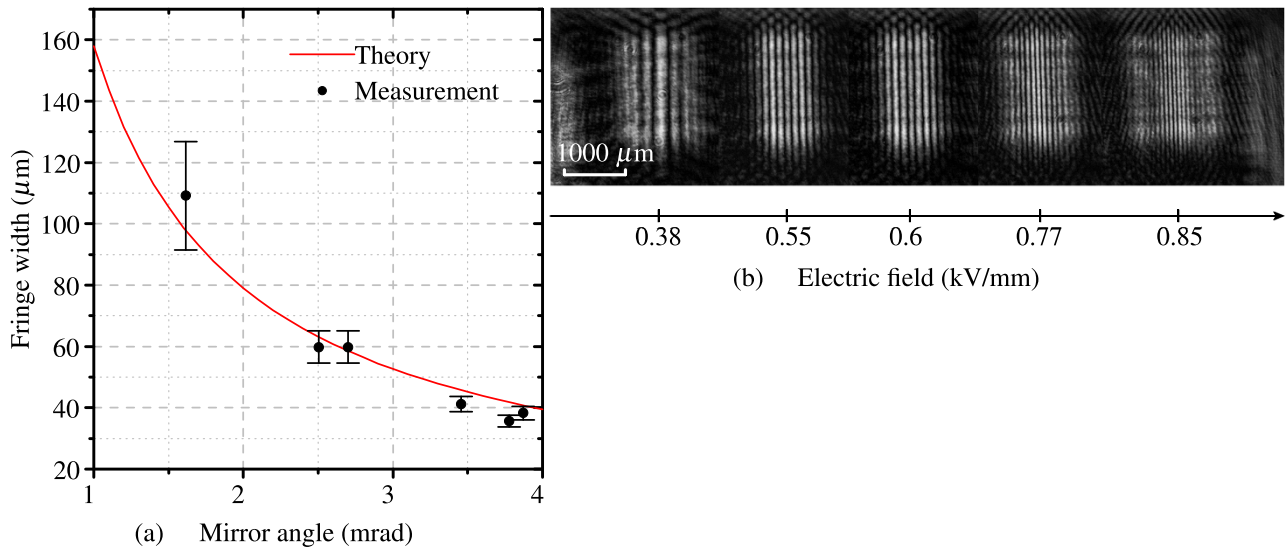 160
140
120
100
80
60
40
20
Fringe width (μm)
Theory
Measurement
1 2 3 4
(a) Mirror angle (mrad)
1000 μm
0.38 0.55 0.6 0.77 0.85
(b) Electric field (kV/mm)